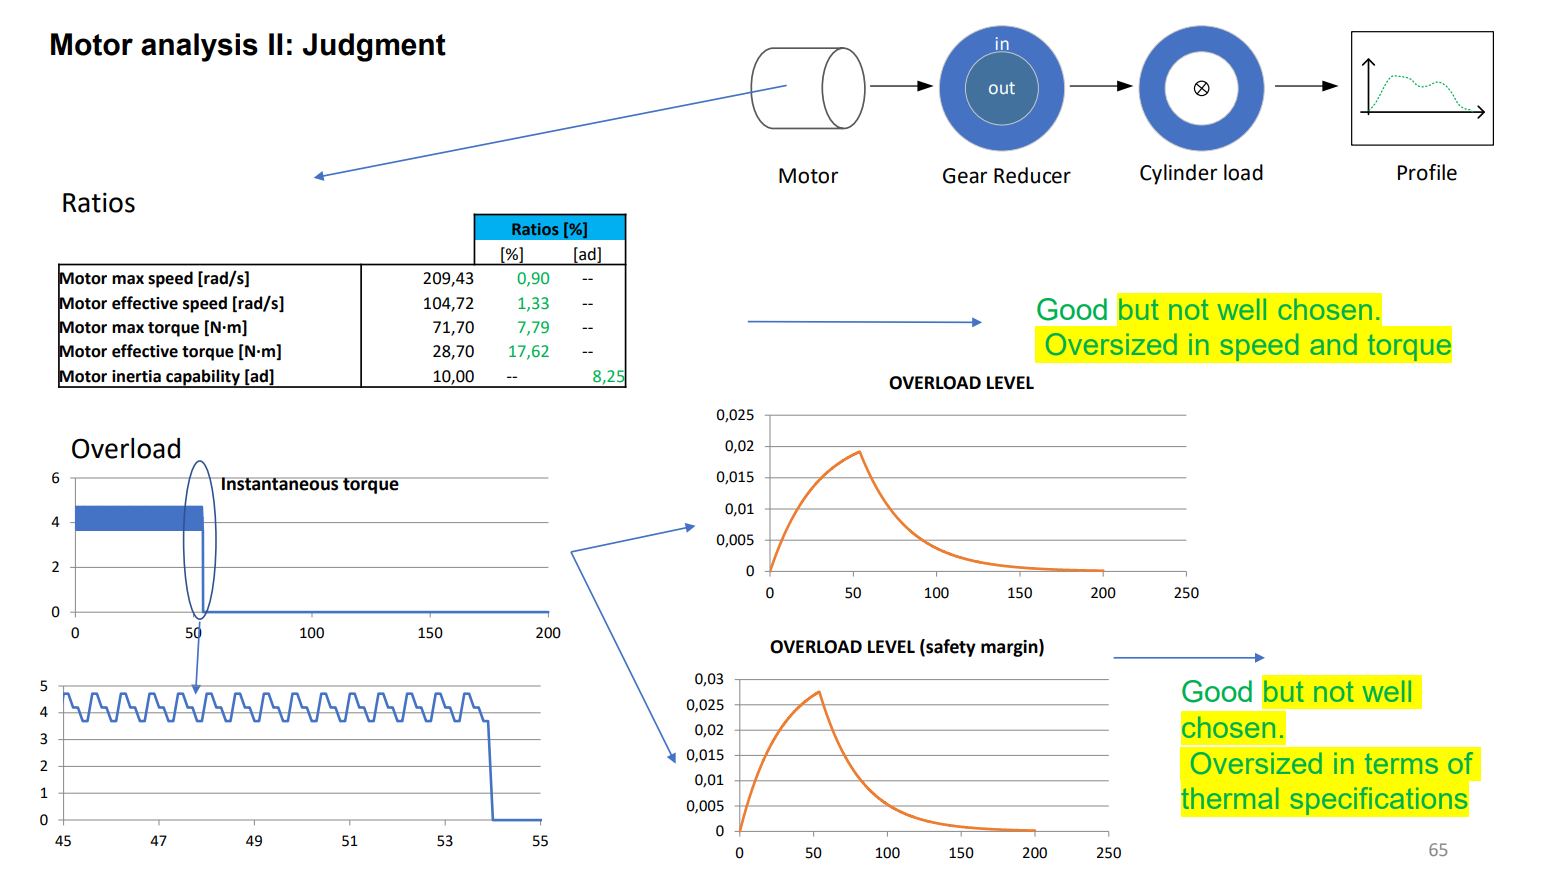 Motor analysis II: Judgment
in
out
Motor
Gear Reducer
Cylinder load
Profile
Ratios
Ratios [%]
[%] [ad]
Motor max speed [rad/s] 209,43 0,90 --
Motor effective speed [rad/s] 104,72 1,33 --
Motor max torque [N·m] 71,70 7,79 --
Motor effective torque [N·m] 28,70 17,62 --
Motor inertia capability [ad] 10,00 -- 8,25
Good but not well chosen.
Oversized in speed and torque
Overload
Instantaneous torque
6
4
2
0
0 50 100 150 200
5
4
3
2
1
0
45 47 49 51 53 55
OVERLOAD LEVEL
0,025
0,02
0,015
0,01
0,005
0
0 50 100 150 200 250
OVERLOAD LEVEL (safety margin)
0,03
0,025
0,02
0,015
0,01
0,005
0
0 50 100 150 200 250
Good but not well
chosen.
Oversized in terms of
thermal specifications
65